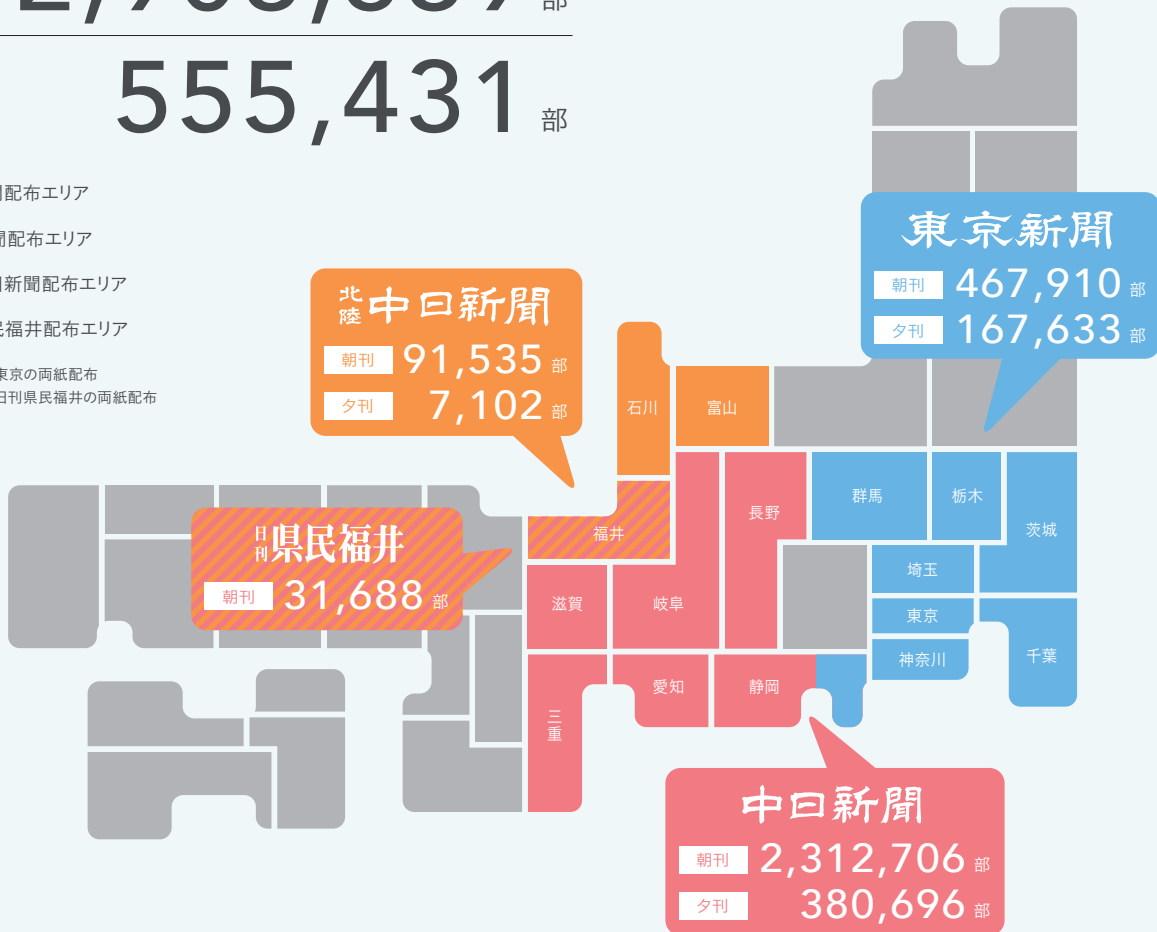 2,903,839 部
555,431 部
配布エリア
聞配布エリア
新聞配布エリア
民福井配布エリア
東京の両紙配布
日刊県民福井の両紙配布
東京新聞
朝刊 467,910 部
夕刊 167,633 部
北陸 中日新聞
朝刊 91,535 部
夕刊 7,102 部
石川
富山
群馬
栃木
茨城
長野
福井
日刊 県民福井
朝刊 31,688 部
埼玉
滋賀
岐阜
東京
神奈川
千葉
愛知
静岡
三重
中日新聞
朝刊 2,312,706 部
夕刊 380,696 部